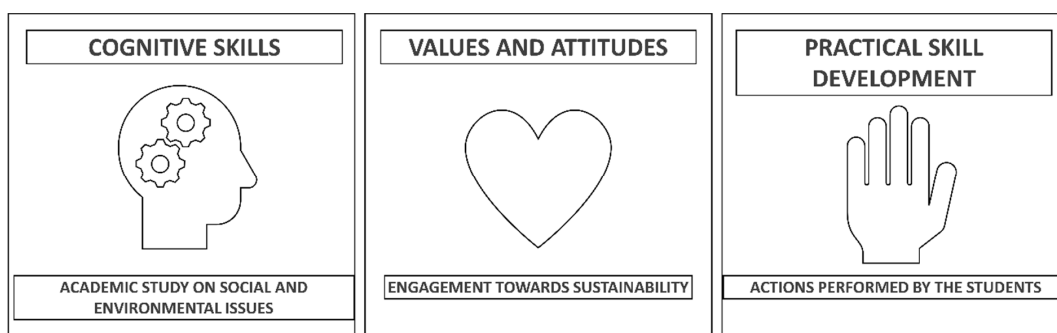 COGNITIVE SKILLS
ACADEMIC STUDY ON SOCIAL AND
ENVIRONMENTAL ISSUES
VALUES AND ATTITUDES
ENGAGEMENT TOWARDS SUSTAINABILITY
PRACTICAL SKILL
DEVELOPMENT
ACTIONS PERFORMED BY THE STUDENTS